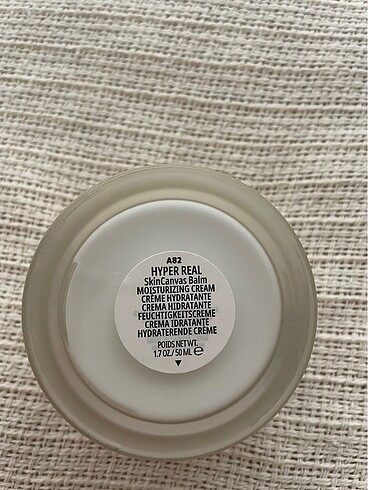 A82
HYPER REAL
SkinCanvas Balm
MOISTURIZING CREAM
CRÈME HYDRATANTE
CREMA HIDRATANTE
FEUCHTIGKEITSCREME
CREMA IDRATANTE
HYDRATERENDE CRÈME
POIDS NET WT.
1.7 OZ / 50 ML ℮